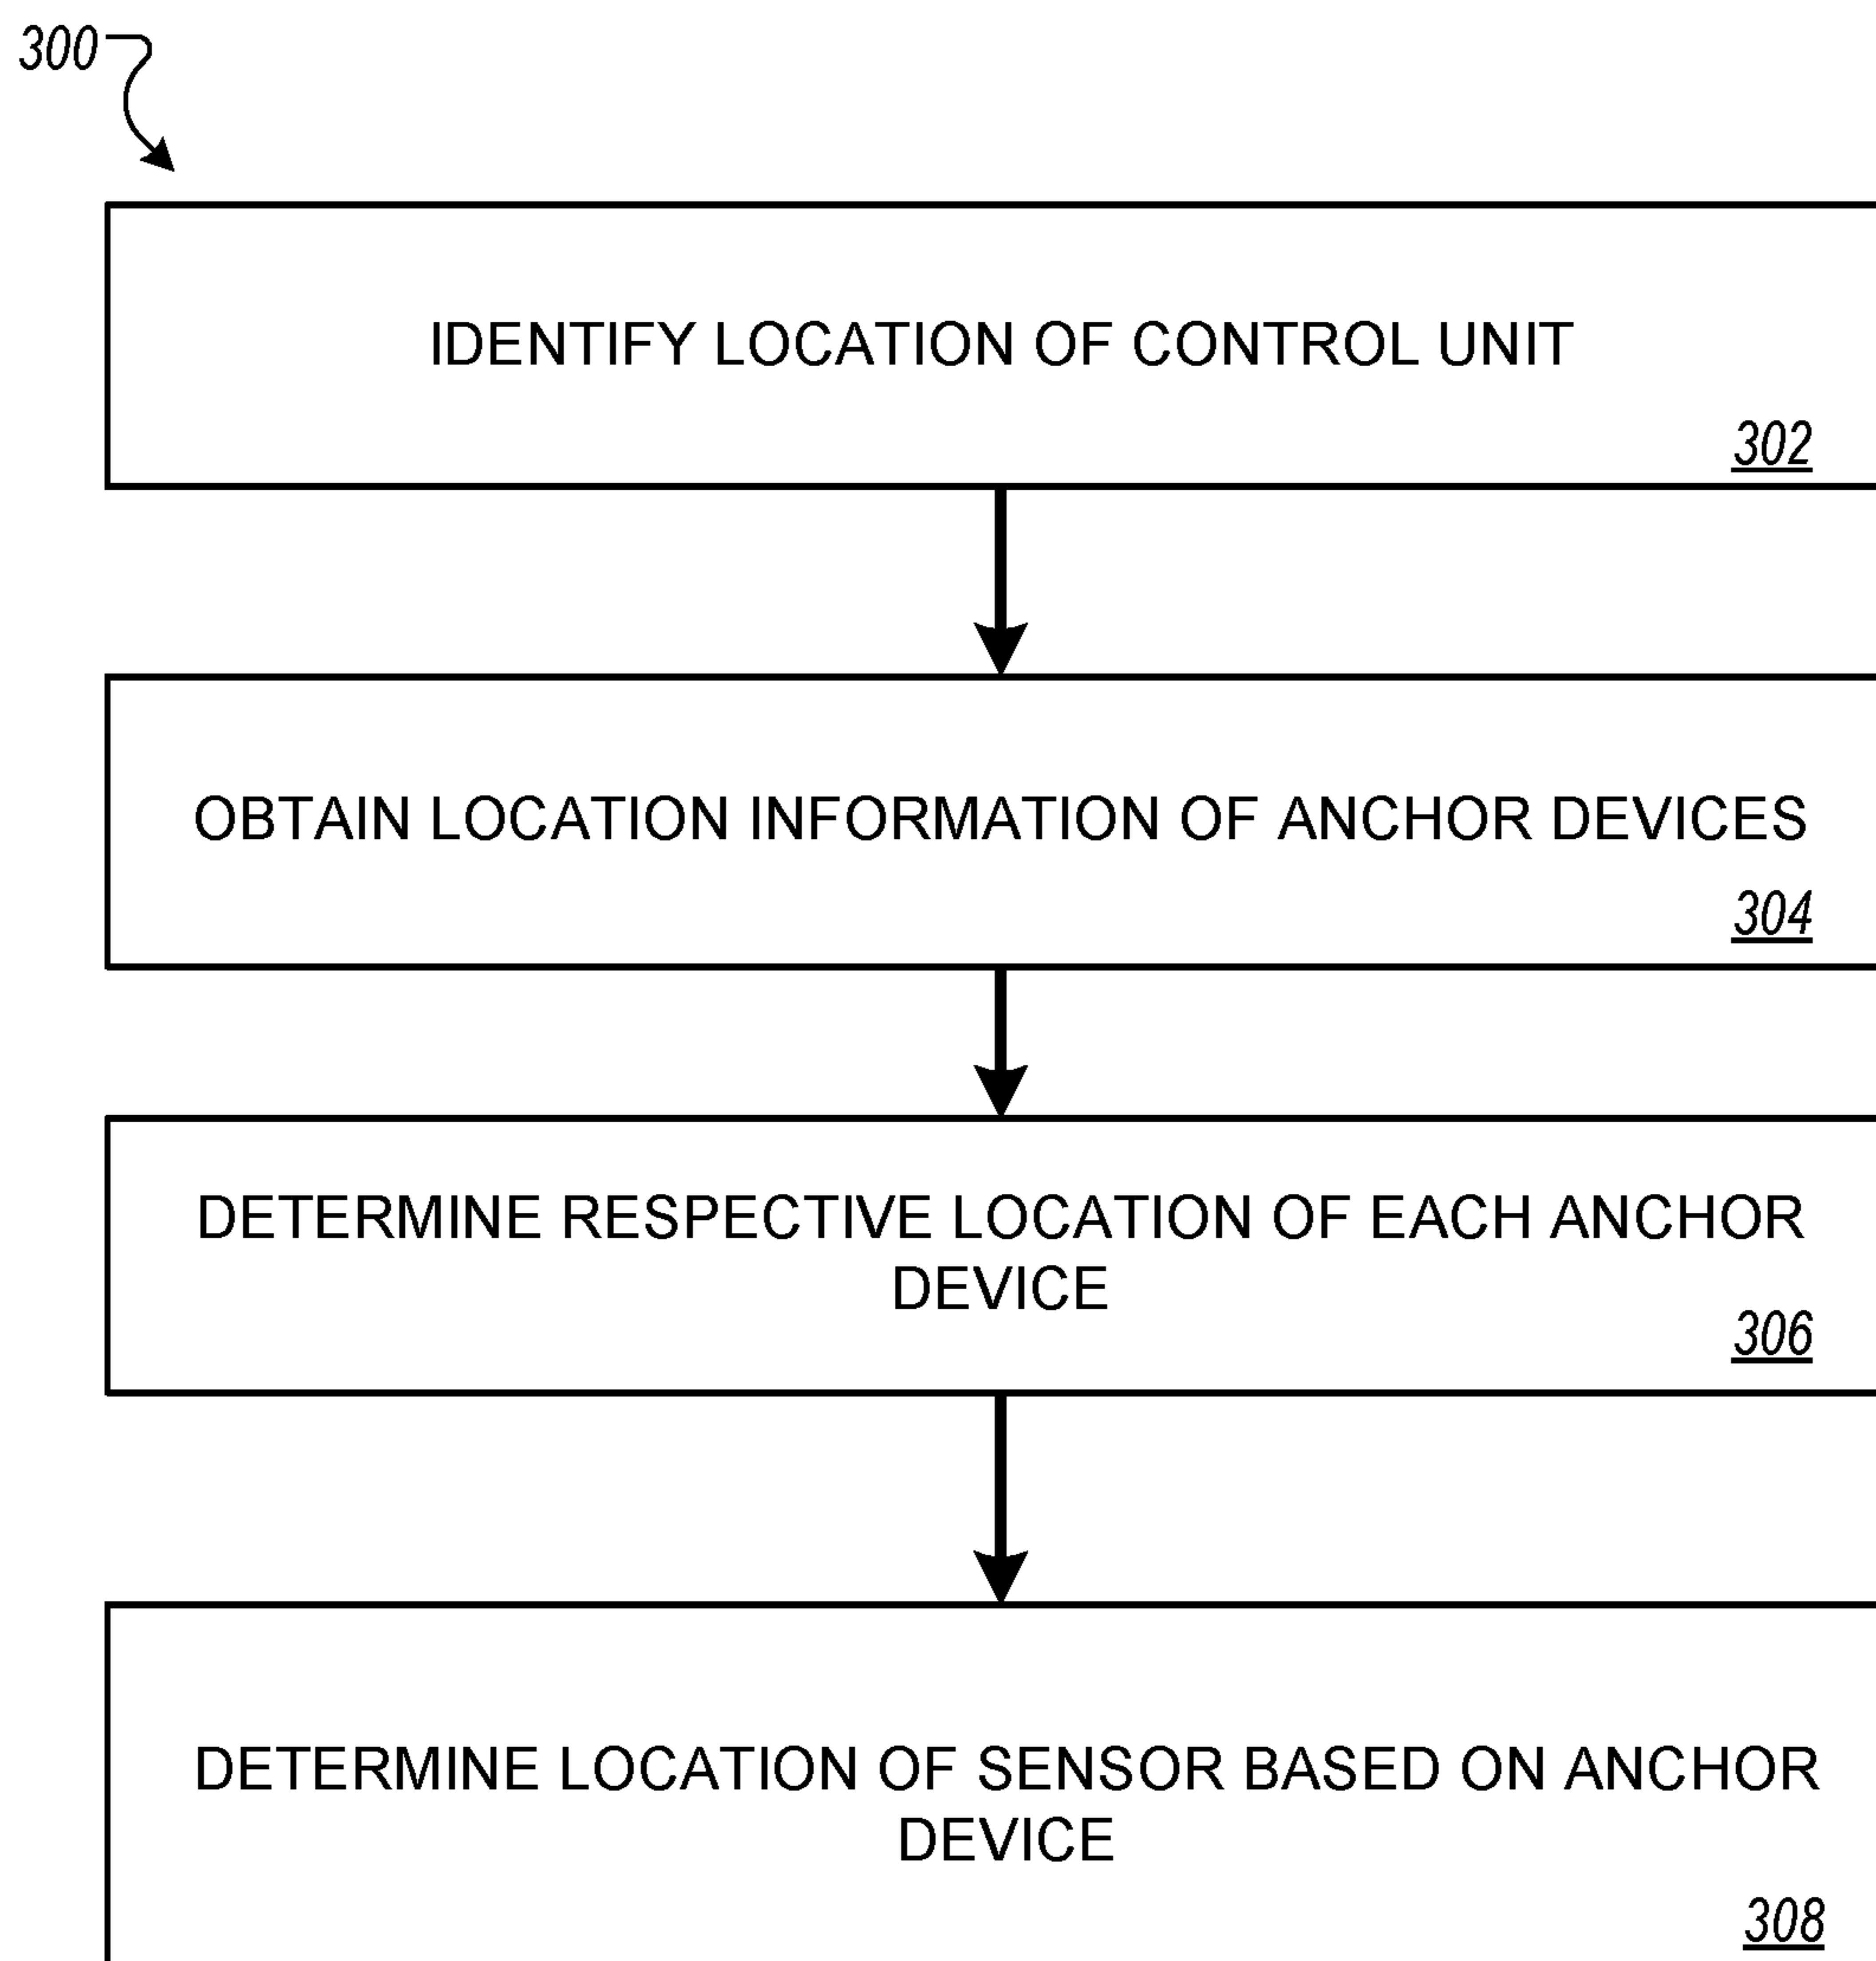 300
IDENTIFY LOCATION OF CONTROL UNIT
302
OBTAIN LOCATION INFORMATION OF ANCHOR DEVICES
304
DETERMINE RESPECTIVE LOCATION OF EACH ANCHOR
DEVICE
306
DETERMINE LOCATION OF SENSOR BASED ON ANCHOR
DEVICE
308